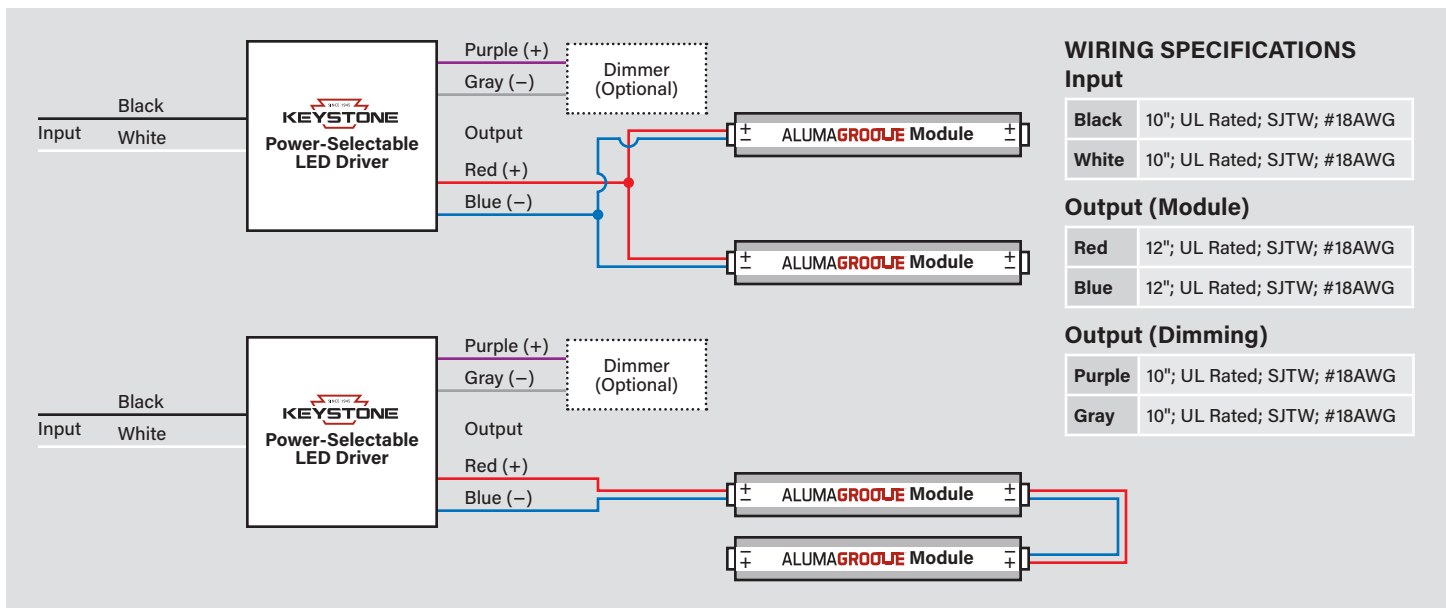 Purple (+)
Gray (−)
Dimmer
(Optional)
Black
Input
White
SINCE 1945
KEYSTONE
Power-Selectable
LED Driver
Output
Red (+)
Blue (−)
+
−
ALUMAGROOVE Module
+
−
+
−
ALUMAGROOVE Module
+
−
Purple (+)
Gray (−)
Dimmer
(Optional)
Black
Input
White
SINCE 1945
KEYSTONE
Power-Selectable
LED Driver
Output
Red (+)
Blue (−)
+
−
ALUMAGROOVE Module
+
−
−
+
ALUMAGROOVE Module
−
+
WIRING SPECIFICATIONS
Input
Black 10"; UL Rated; SJTW; #18AWG
White 10"; UL Rated; SJTW; #18AWG
Output (Module)
Red 12"; UL Rated; SJTW; #18AWG
Blue 12"; UL Rated; SJTW; #18AWG
Output (Dimming)
Purple 10"; UL Rated; SJTW; #18AWG
Gray 10"; UL Rated; SJTW; #18AWG